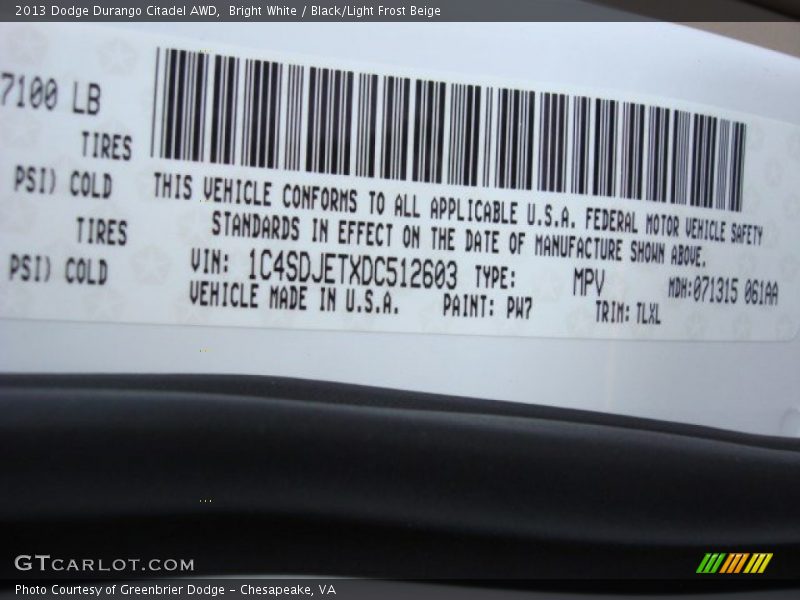 2013 Dodge Durango Citadel AWD,  Bright White / Black/Light Frost Beige
7100 LB
TIRES
PSI) COLD
TIRES
PSI) COLD
THIS VEHICLE CONFORMS TO ALL APPLICABLE U.S.A. FEDERAL MOTOR VEHICLE SAFETY
STANDARDS IN EFFECT ON THE DATE OF MANUFACTURE SHOWN ABOVE.
VIN: 1C4SDJETXDC512603 TYPE: MPV MDH:071315 061AA
VEHICLE MADE IN U.S.A. PAINT: PW7 TRIM: TLXL
GTCARLOT.COM
Photo Courtesy of Greenbrier Dodge - Chesapeake, VA